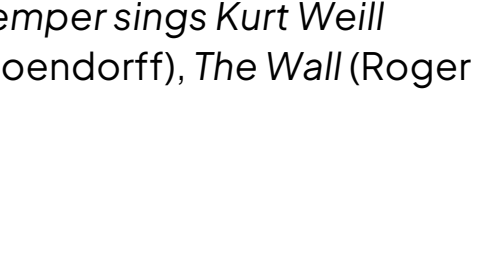 emper sings Kurt Weill
oendorff), The Wall (Roger